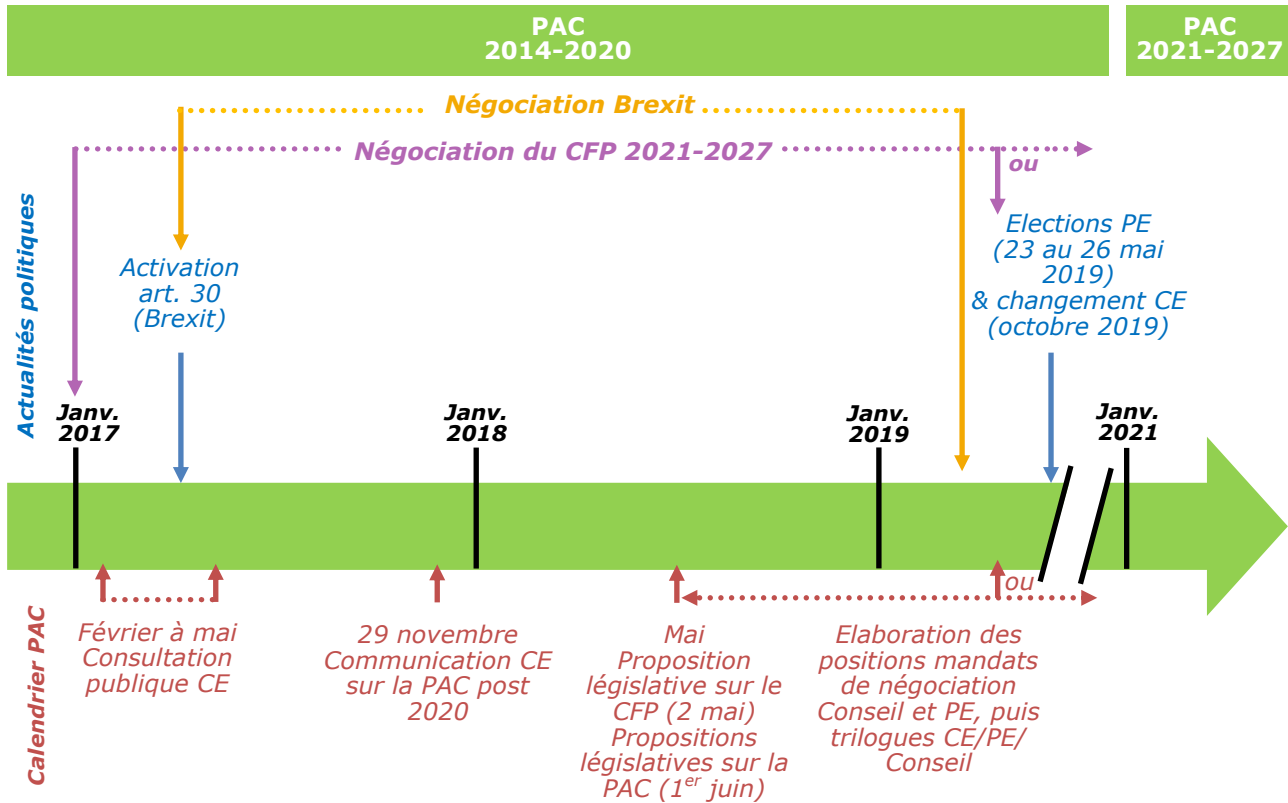 PAC
2014-2020
PAC
2021-2027
Négociation Brexit
Négociation du CFP 2021-2027
ou
Actualités politiques
Activation
art. 30
(Brexit)
Elections PE
(23 au 26 mai
2019)
& changement CE
(octobre 2019)
Janv.
2017
Janv.
2018
Janv.
2019
Janv.
2021
Calendrier PAC
ou
Février à mai
Consultation
publique CE
29 novembre
Communication CE
sur la PAC post
2020
Mai
Proposition
législative sur le
CFP (2 mai)
Propositions
législatives sur la
PAC (1er juin)
Elaboration des
positions mandats
de négociation
Conseil et PE, puis
trilogues CE/PE/
Conseil